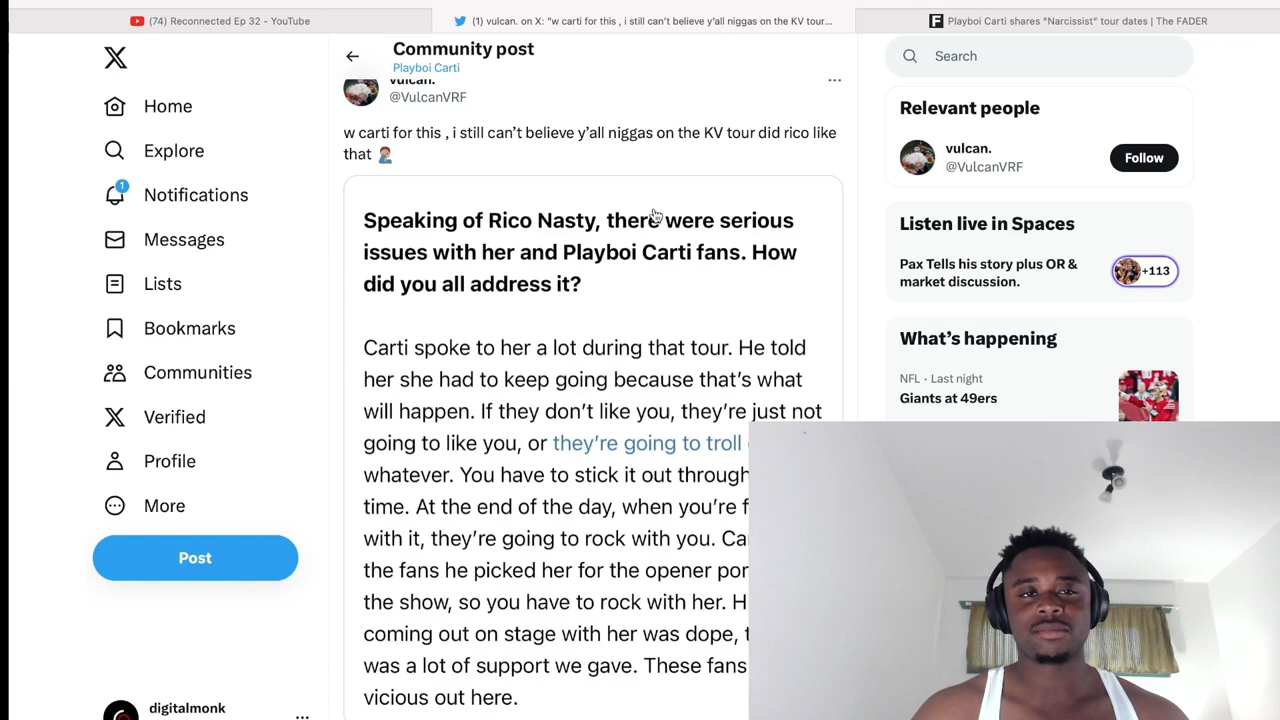 (74) Reconnected Ep 32 - YouTube
(1) vulcan. on X: "w carti for this , i still can't believe y'all niggas on the KV tour...
Playboi Carti shares “Narcissist” tour dates | The FADER
Community post
Playboi Carti
Search
Home
Explore
1
Notifications
Messages
Lists
Bookmarks
Communities
Verified
Profile
More
Post
digitalmonk
vulcan.
@VulcanVRF
w carti for this , i still can’t believe y’all niggas on the KV tour did rico like
that
Speaking of Rico Nasty, there were serious
issues with her and Playboi Carti fans. How
did you all address it?
Carti spoke to her a lot during that tour. He told
her she had to keep going because that’s what
will happen. If they don’t like you, they’re just not
going to like you, or they’re going to troll
whatever. You have to stick it out through
time. At the end of the day, when you’re
with it, they’re going to rock with you.
the fans he picked her for the opener
the show, so you have to rock with her.
coming out on stage with her was dope,
was a lot of support we gave. These fans
vicious out here.
Relevant people
vulcan.
@VulcanVRF
Follow
Listen live in Spaces
Pax Tells his story plus OR &
market discussion.
+113
What’s happening
NFL · Last night
Giants at 49ers